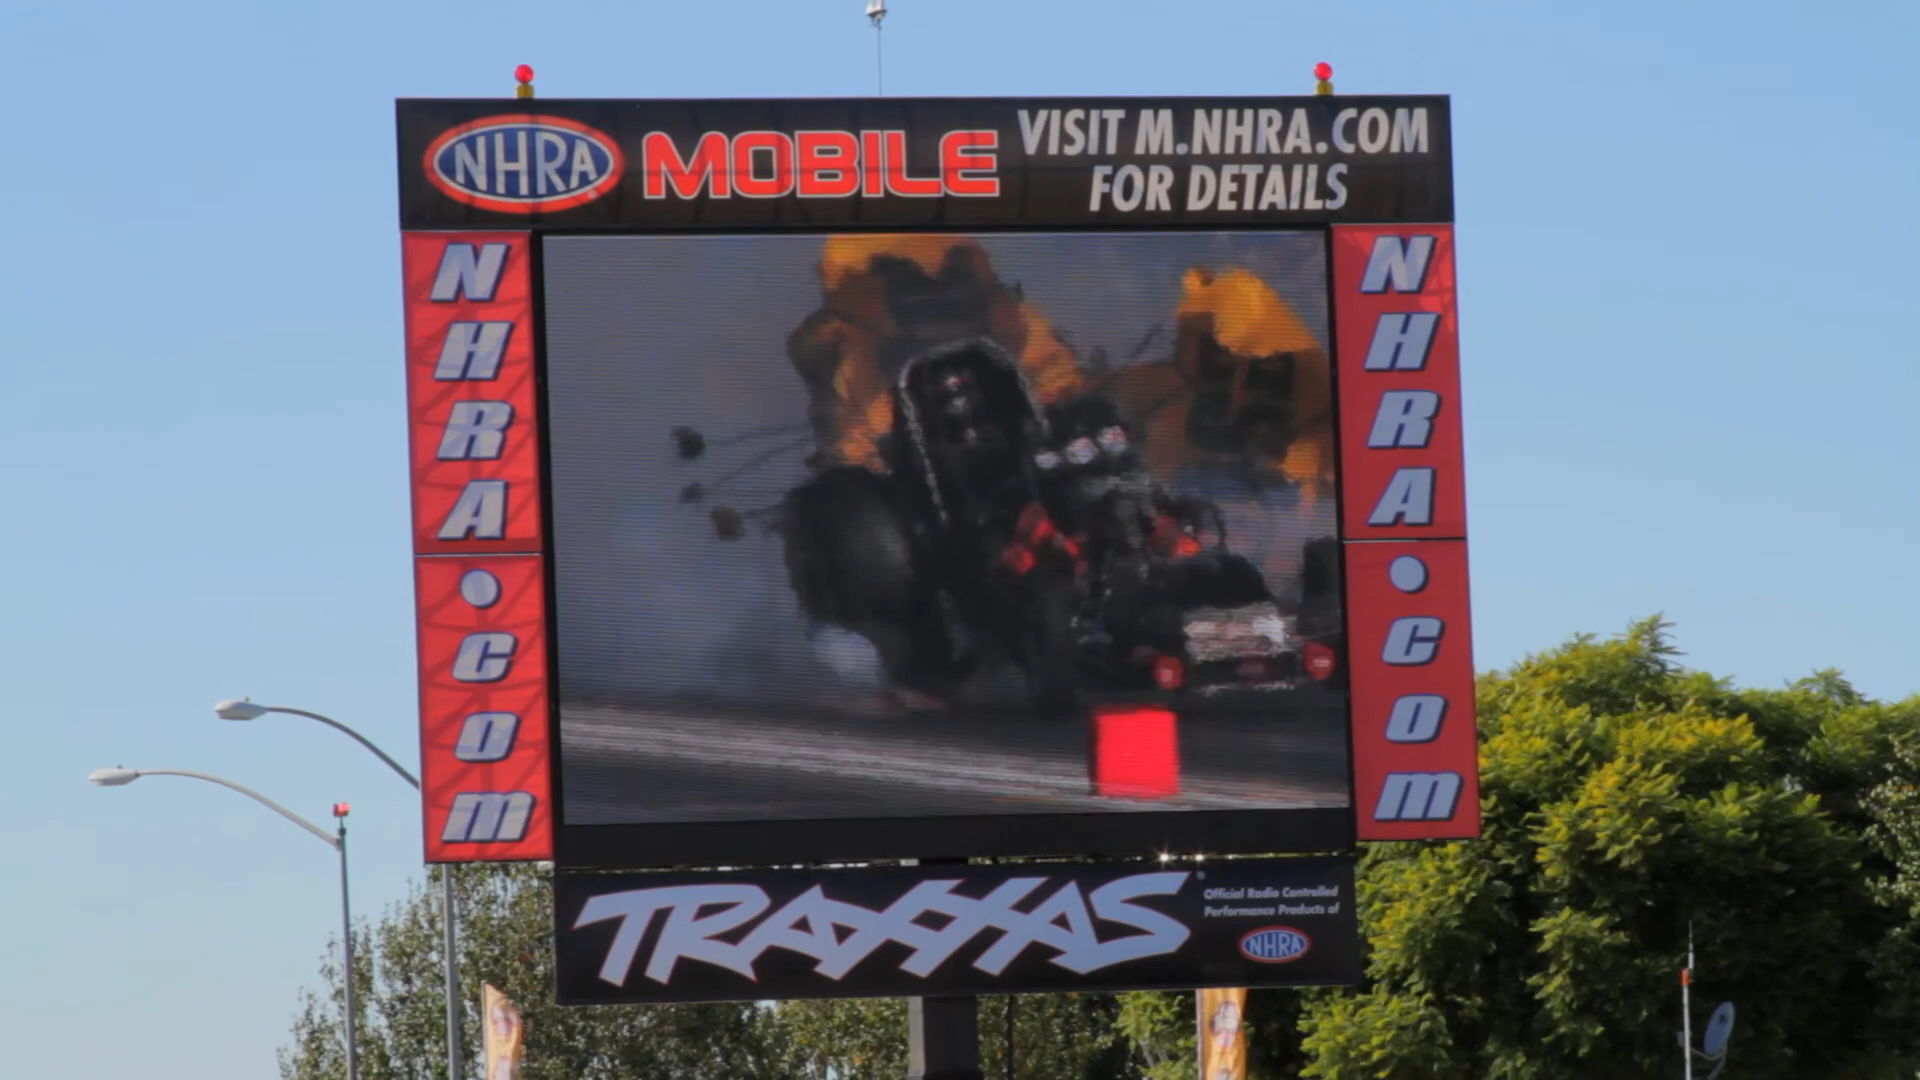 NHRA MOBILE VISIT M.NHRA.COM
FOR DETAILS
NHRA.COM
NHRA.COM
TRAXXAS
Official Radio Controlled
Performance Products of
NHRA